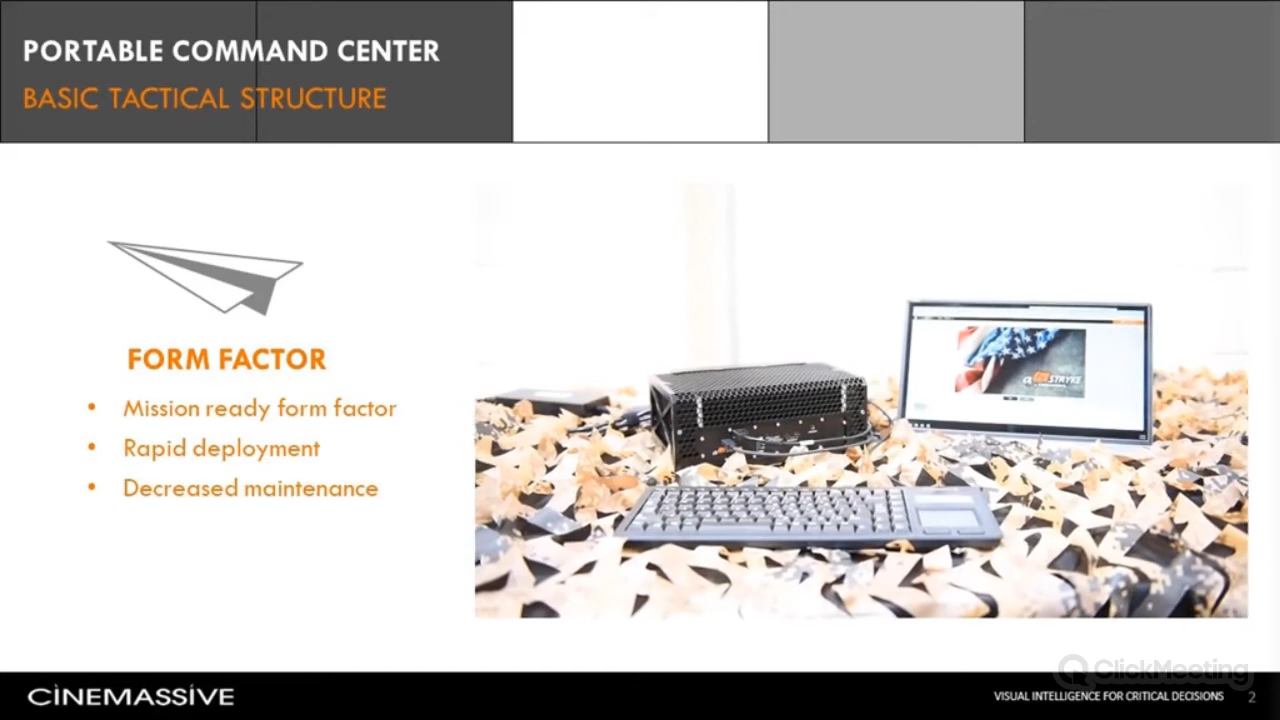 PORTABLE COMMAND CENTER
BASIC TACTICAL STRUCTURE
FORM FACTOR
• Mission ready form factor
• Rapid deployment
• Decreased maintenance
STRYKE
ClickMeeting
CINEMASSIVE
VISUAL INTELLIGENCE FOR CRITICAL DECISIONS 2